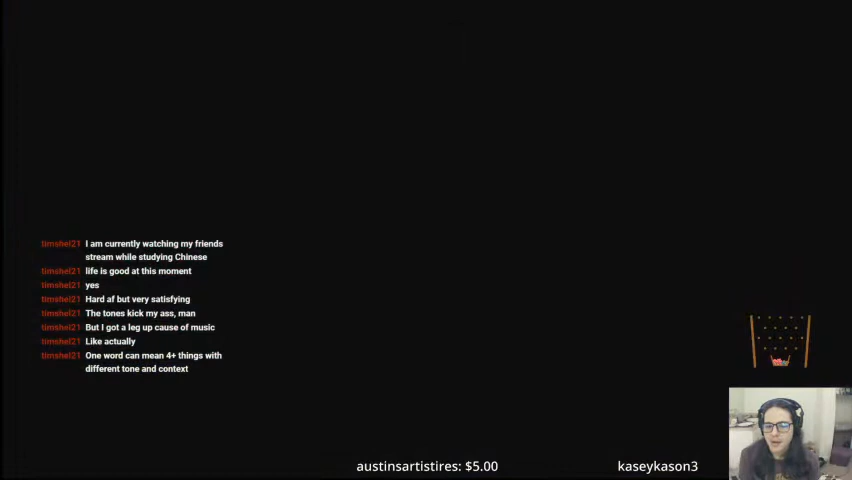 timshel21 I am currently watching my friends
stream while studying Chinese
timshel21 life is good at this moment
timshel21 yes
timshel21 Hard af but very satisfying
timshel21 The tones kick my ass, man
timshel21 But I got a leg up cause of music
timshel21 Like actually
timshel21 One word can mean 4+ things with
different tone and context
austinsartistires: $5.00
kaseykason3